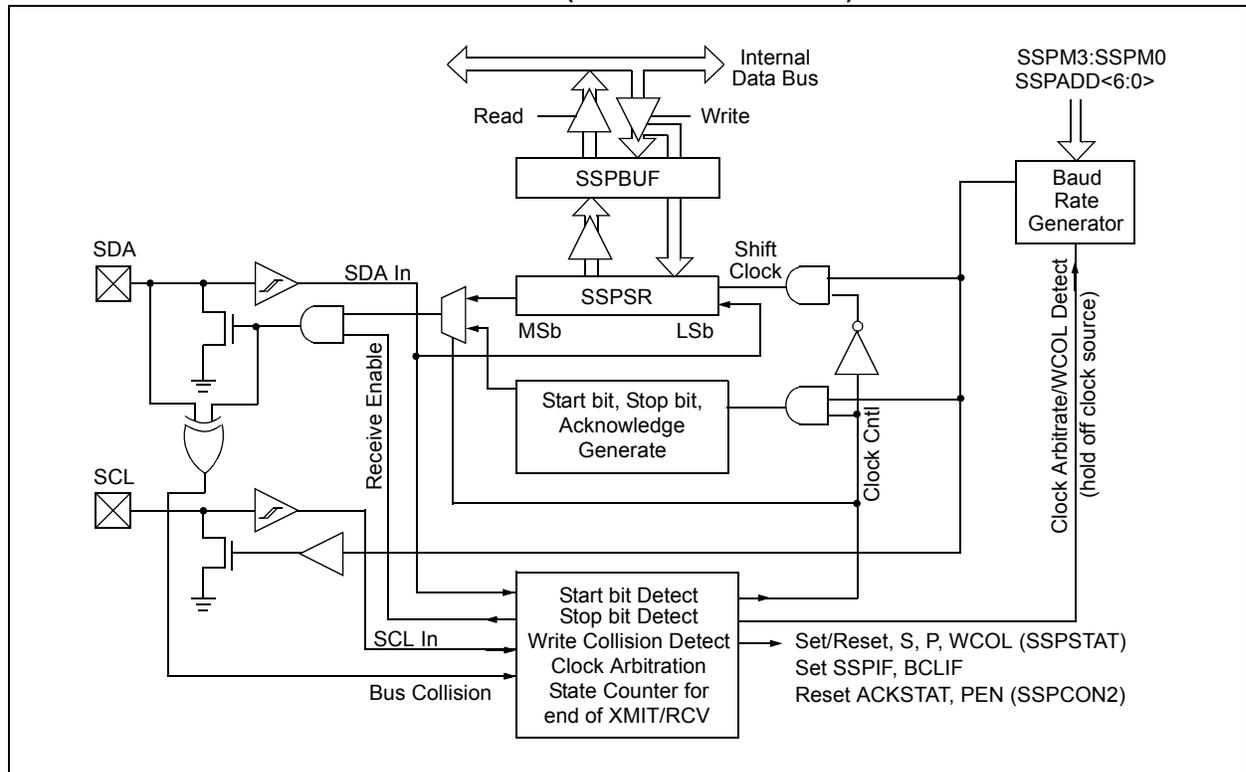 Internal
Data Bus
SSPM3:SSPM0
SSPADD<6:0>
Read
Write
SSPBUF
Baud
Rate
Generator
SDA
SDA In
Shift
Clock
SSPSR
MSb
LSb
Start bit, Stop bit,
Acknowledge
Generate
Receive Enable
Clock Cntl
Clock Arbitrate/WCOL Detect
(hold off clock source)
SCL
SCL In
Bus Collision
Start bit Detect
Stop bit Detect
Write Collision Detect
Clock Arbitration
State Counter for
end of XMIT/RCV
Set/Reset, S, P, WCOL (SSPSTAT)
Set SSPIF, BCLIF
Reset ACKSTAT, PEN (SSPCON2)